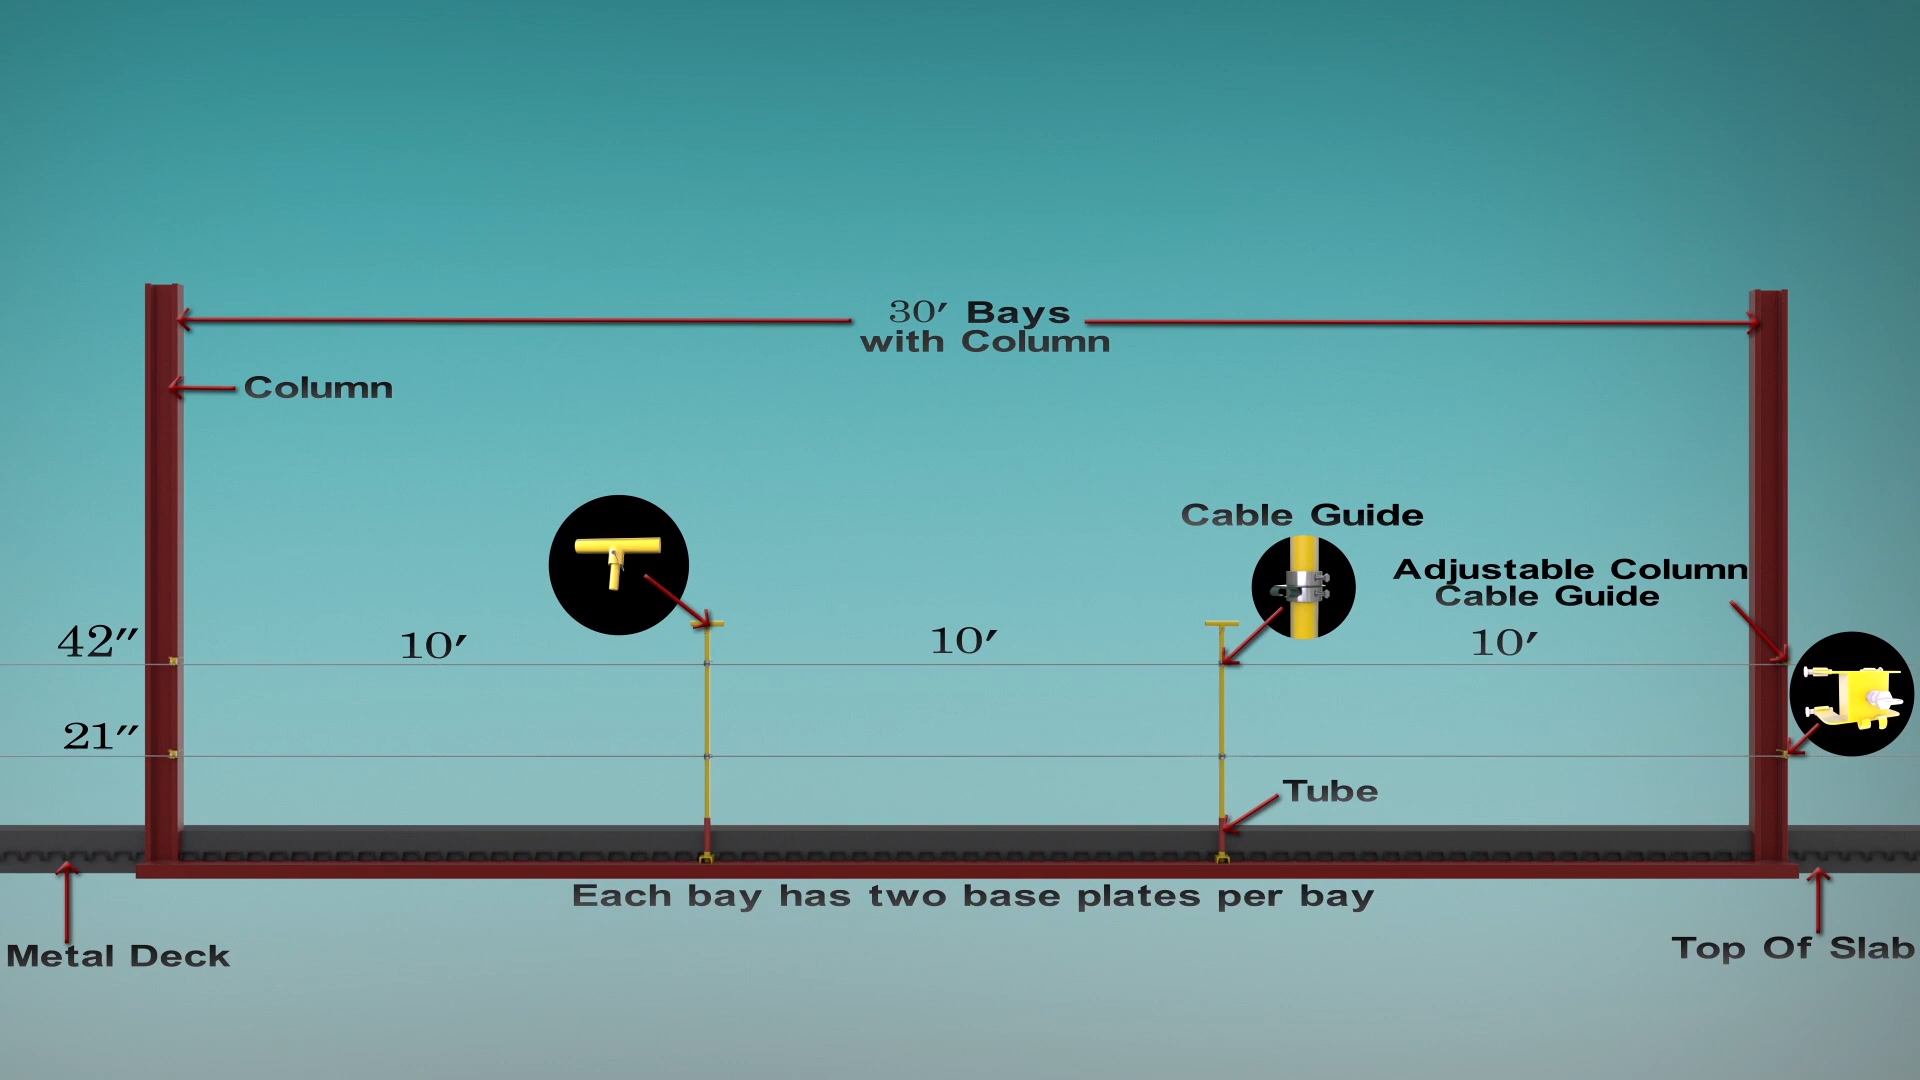 30′ Bays
with Column
Column
Cable Guide
Adjustable Column
Cable Guide
42″
10′
10′
10′
21″
Tube
Each bay has two base plates per bay
Metal Deck
Top Of Slab